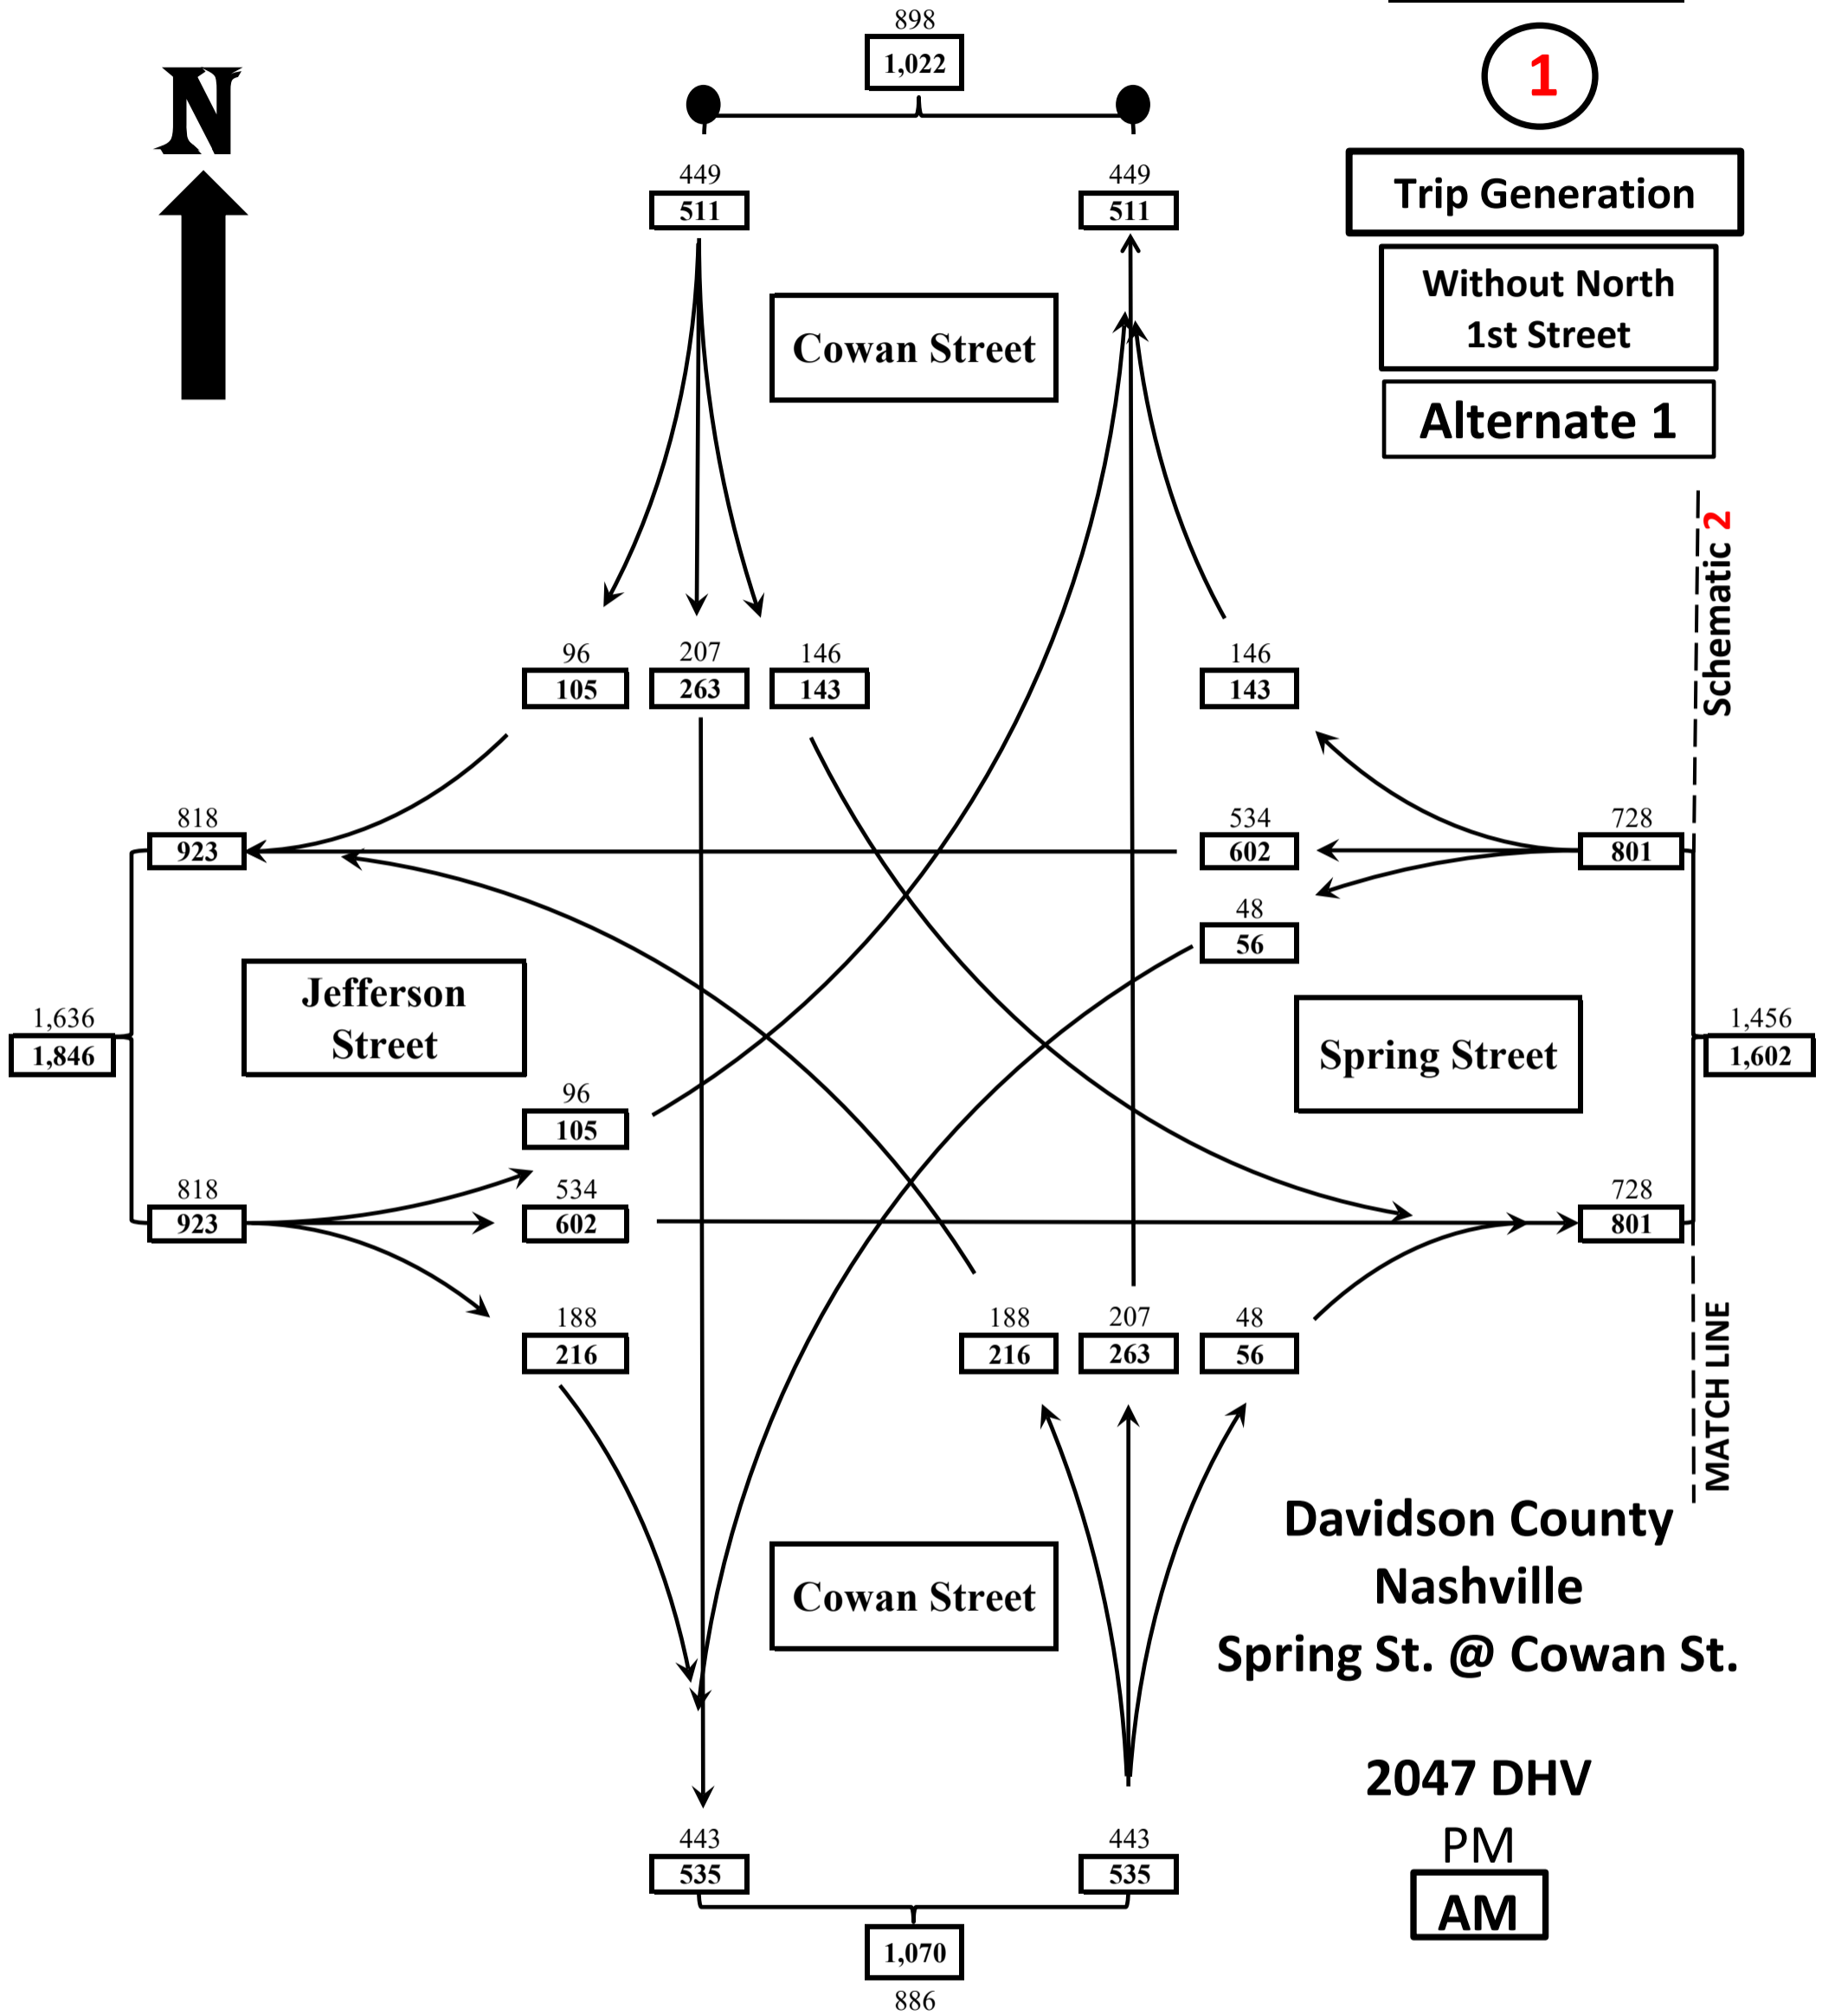 898
1,022
1
N
449
449
511
511
Trip Generation
Without North
1st Street
Cowan Street
Alternate 1
Schematic 2
96
207
146
146
105
263
143
143
818
534
728
923
602
801
48
56
Jefferson
Street
1,636
1,846
Spring Street
1,456
1,602
96
105
818
534
728
923
602
801
188
188
207
48
216
216
263
56
MATCH LINE
Davidson County
Nashville
Spring St. @ Cowan St.
Cowan Street
2047 DHV
PM
AM
443
443
535
535
1,070
886